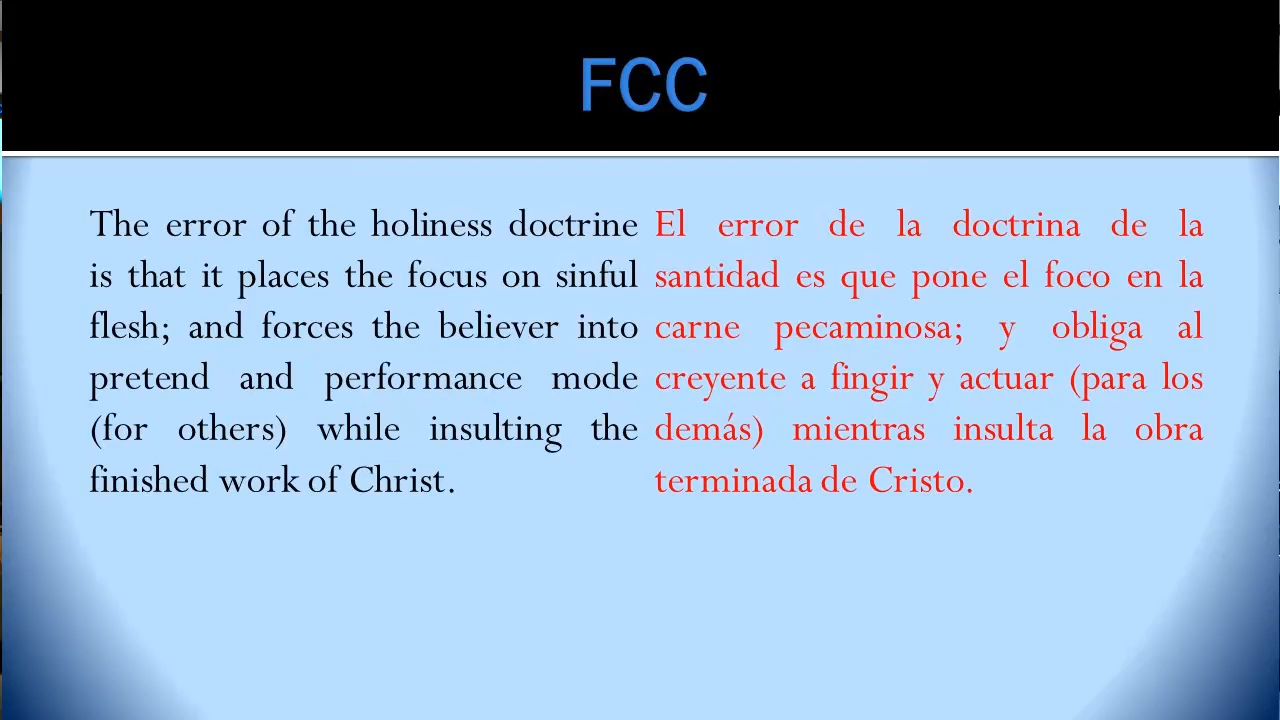 FCC
The error of the holiness doctrine
is that it places the focus on sinful
flesh; and forces the believer into
pretend and performance mode
(for others) while insulting the
finished work of Christ.
El error de la doctrina de la
santidad es que pone el foco en la
carne pecaminosa; y obliga al
creyente a fingir y actuar (para los
demás) mientras insulta la obra
terminada de Cristo.